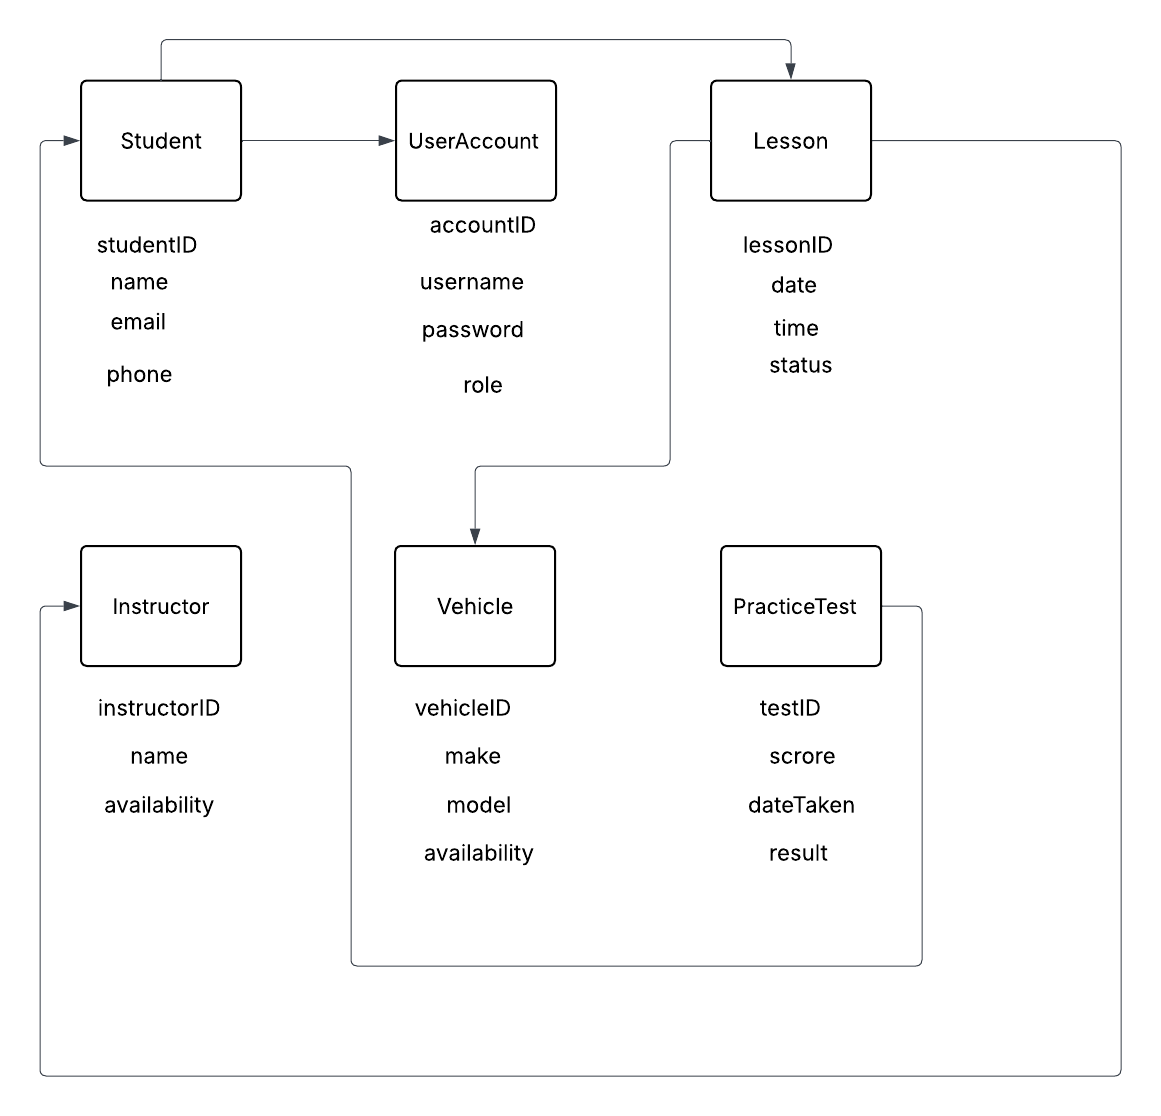 Student
UserAccount
Lesson
studentID
name
email
phone
accountID
username
password
role
lessonID
date
time
status
Instructor
Vehicle
PracticeTest
instructorID
name
availability
vehicleID
make
model
availability
testID
scrore
dateTaken
result